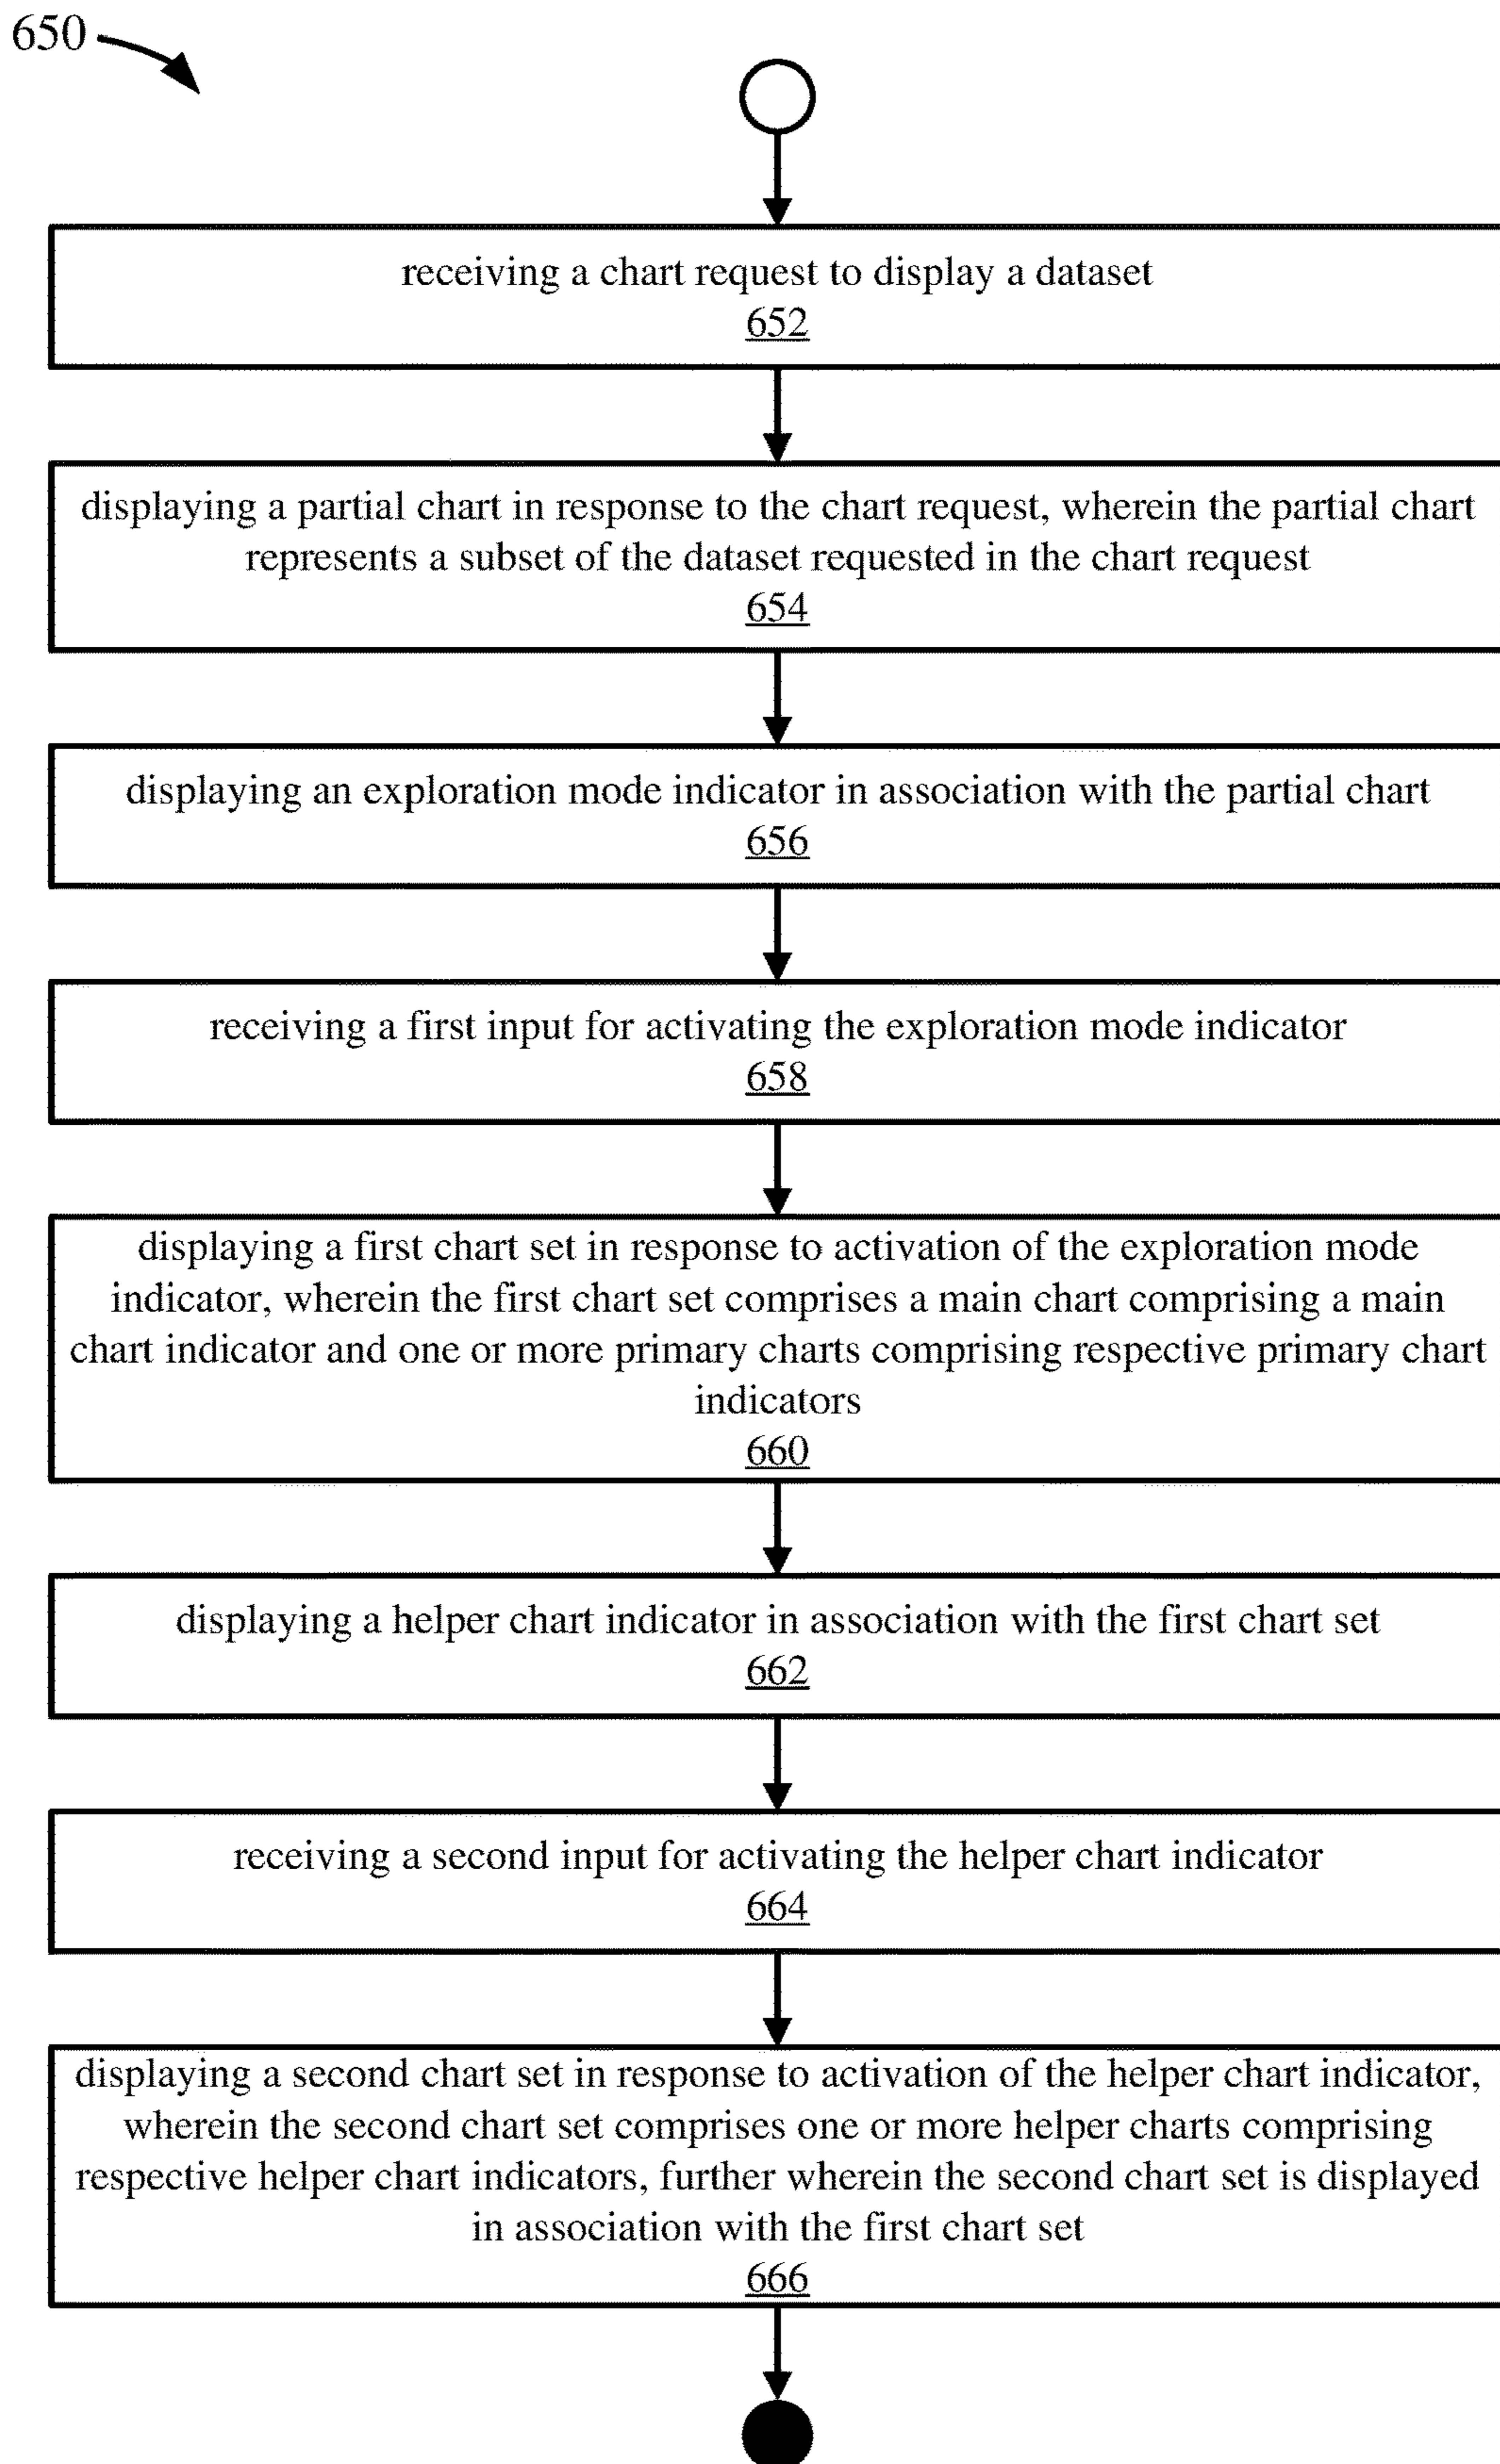 650
receiving a chart request to display a dataset
652
displaying a partial chart in response to the chart request, wherein the partial chart
represents a subset of the dataset requested in the chart request
654
displaying an exploration mode indicator in association with the partial chart
656
receiving a first input for activating the exploration mode indicator
658
displaying a first chart set in response to activation of the exploration mode
indicator, wherein the first chart set comprises a main chart comprising a main
chart indicator and one or more primary charts comprising respective primary chart
indicators
660
displaying a helper chart indicator in association with the first chart set
662
receiving a second input for activating the helper chart indicator
664
displaying a second chart set in response to activation of the helper chart indicator,
wherein the second chart set comprises one or more helper charts comprising
respective helper chart indicators, further wherein the second chart set is displayed
in association with the first chart set
666